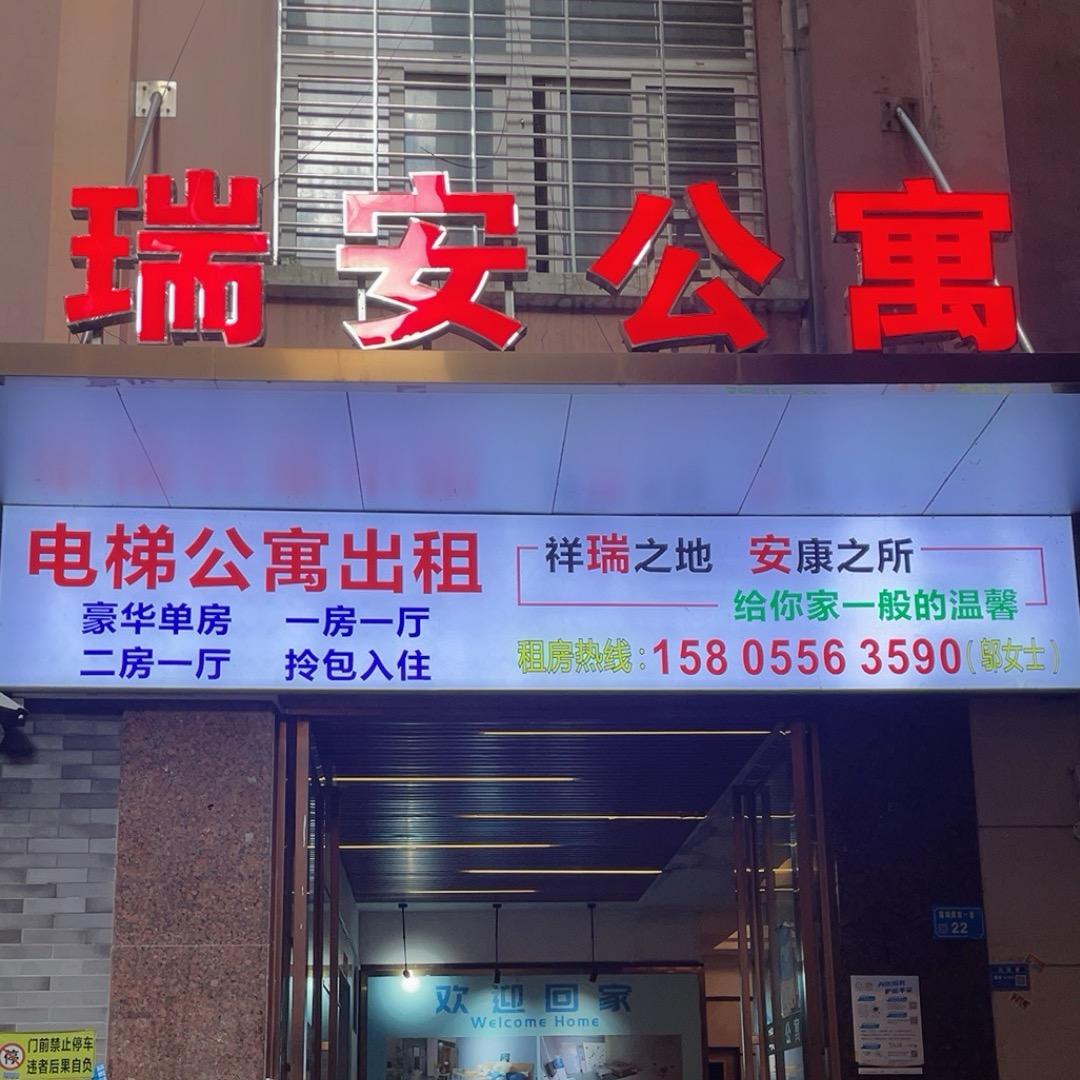 瑞安公寓
电梯公寓出租
豪华单房 一房一厅
二房一厅 拎包入住
祥瑞之地 安康之所
给你家一般的温馨
租房热线:158 0556 3590(邬女士)
欢迎回家
Welcome Home
22
门前禁止停车
违者后果自负